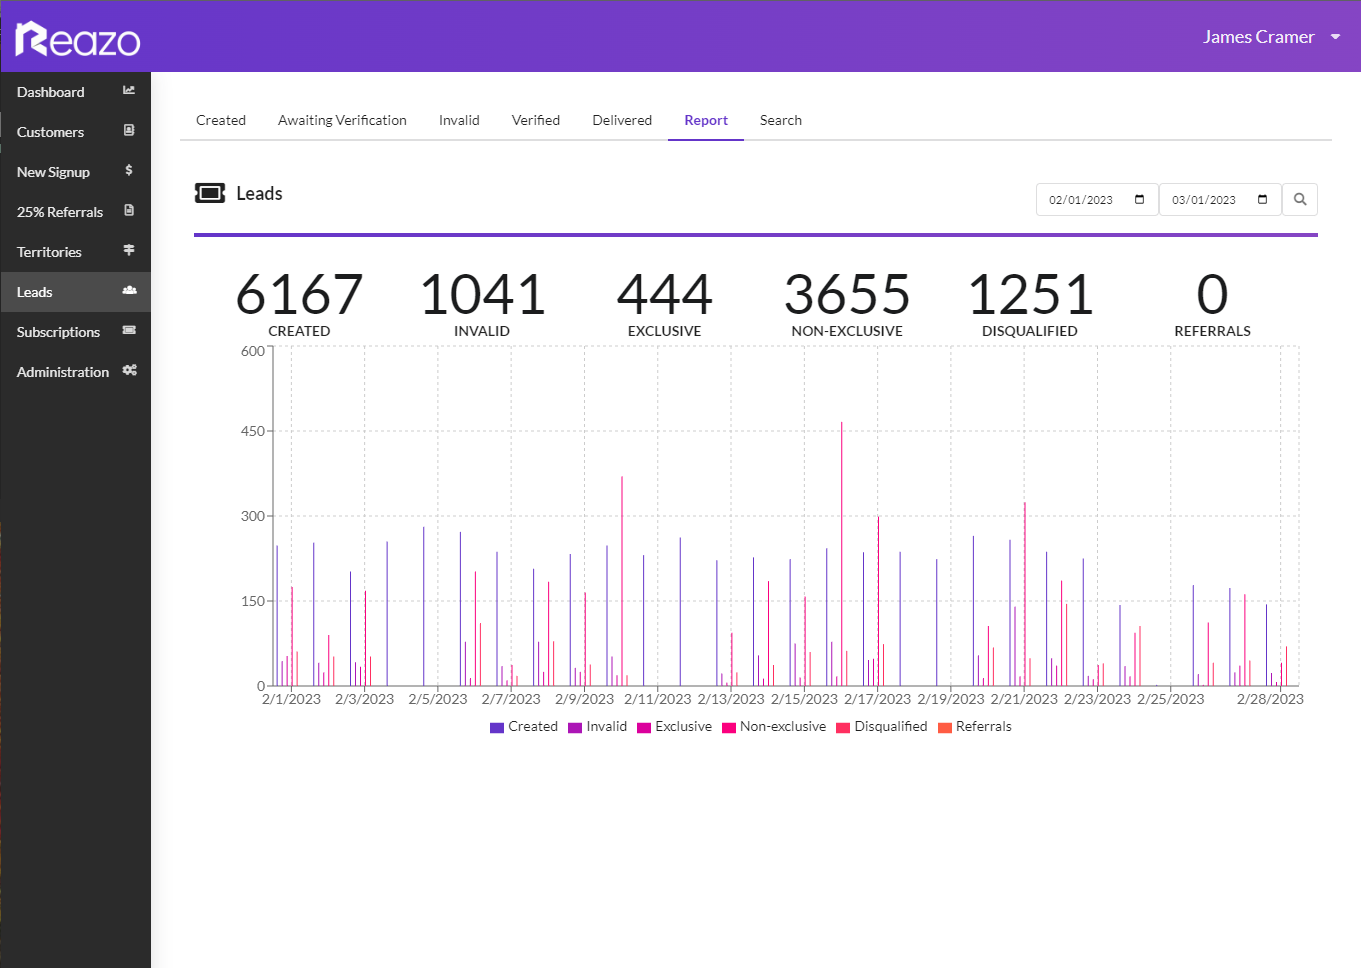 Reazo
James Cramer
Dashboard
Customers
New Signup
25% Referrals
Territories
Leads
Subscriptions
Administration
Created Awaiting Verification Invalid Verified Delivered Report Search
Leads
02/01/2023 03/01/2023
6167 1041 444 3655 1251 0
CREATED INVALID EXCLUSIVE NON-EXCLUSIVE DISQUALIFIED REFERRALS
600
450
300
150
0
2/1/2023 2/3/2023 2/5/2023 2/7/2023 2/9/2023 2/11/2023 2/13/2023 2/15/2023 2/17/2023 2/19/2023 2/21/2023 2/23/2023 2/25/2023 2/28/2023
Created Invalid Exclusive Non-exclusive Disqualified Referrals